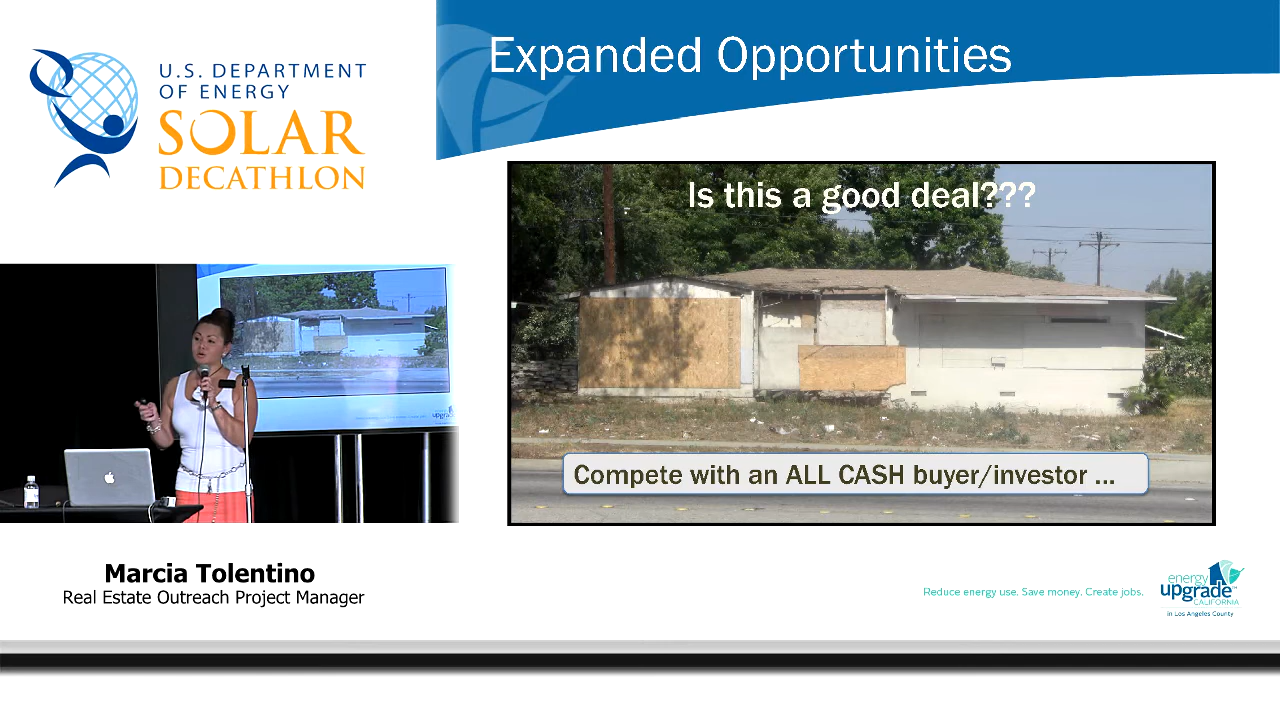 U.S. DEPARTMENT
OF ENERGY
SOLAR
DECATHLON
Expanded Opportunities
Is this a good deal???
Compete with an ALL CASH buyer/investor ...
Marcia Tolentino
Real Estate Outreach Project Manager
Reduce energy use. Save money. Create jobs.
energy
upgrade™
CALIFORNIA
in Los Angeles County